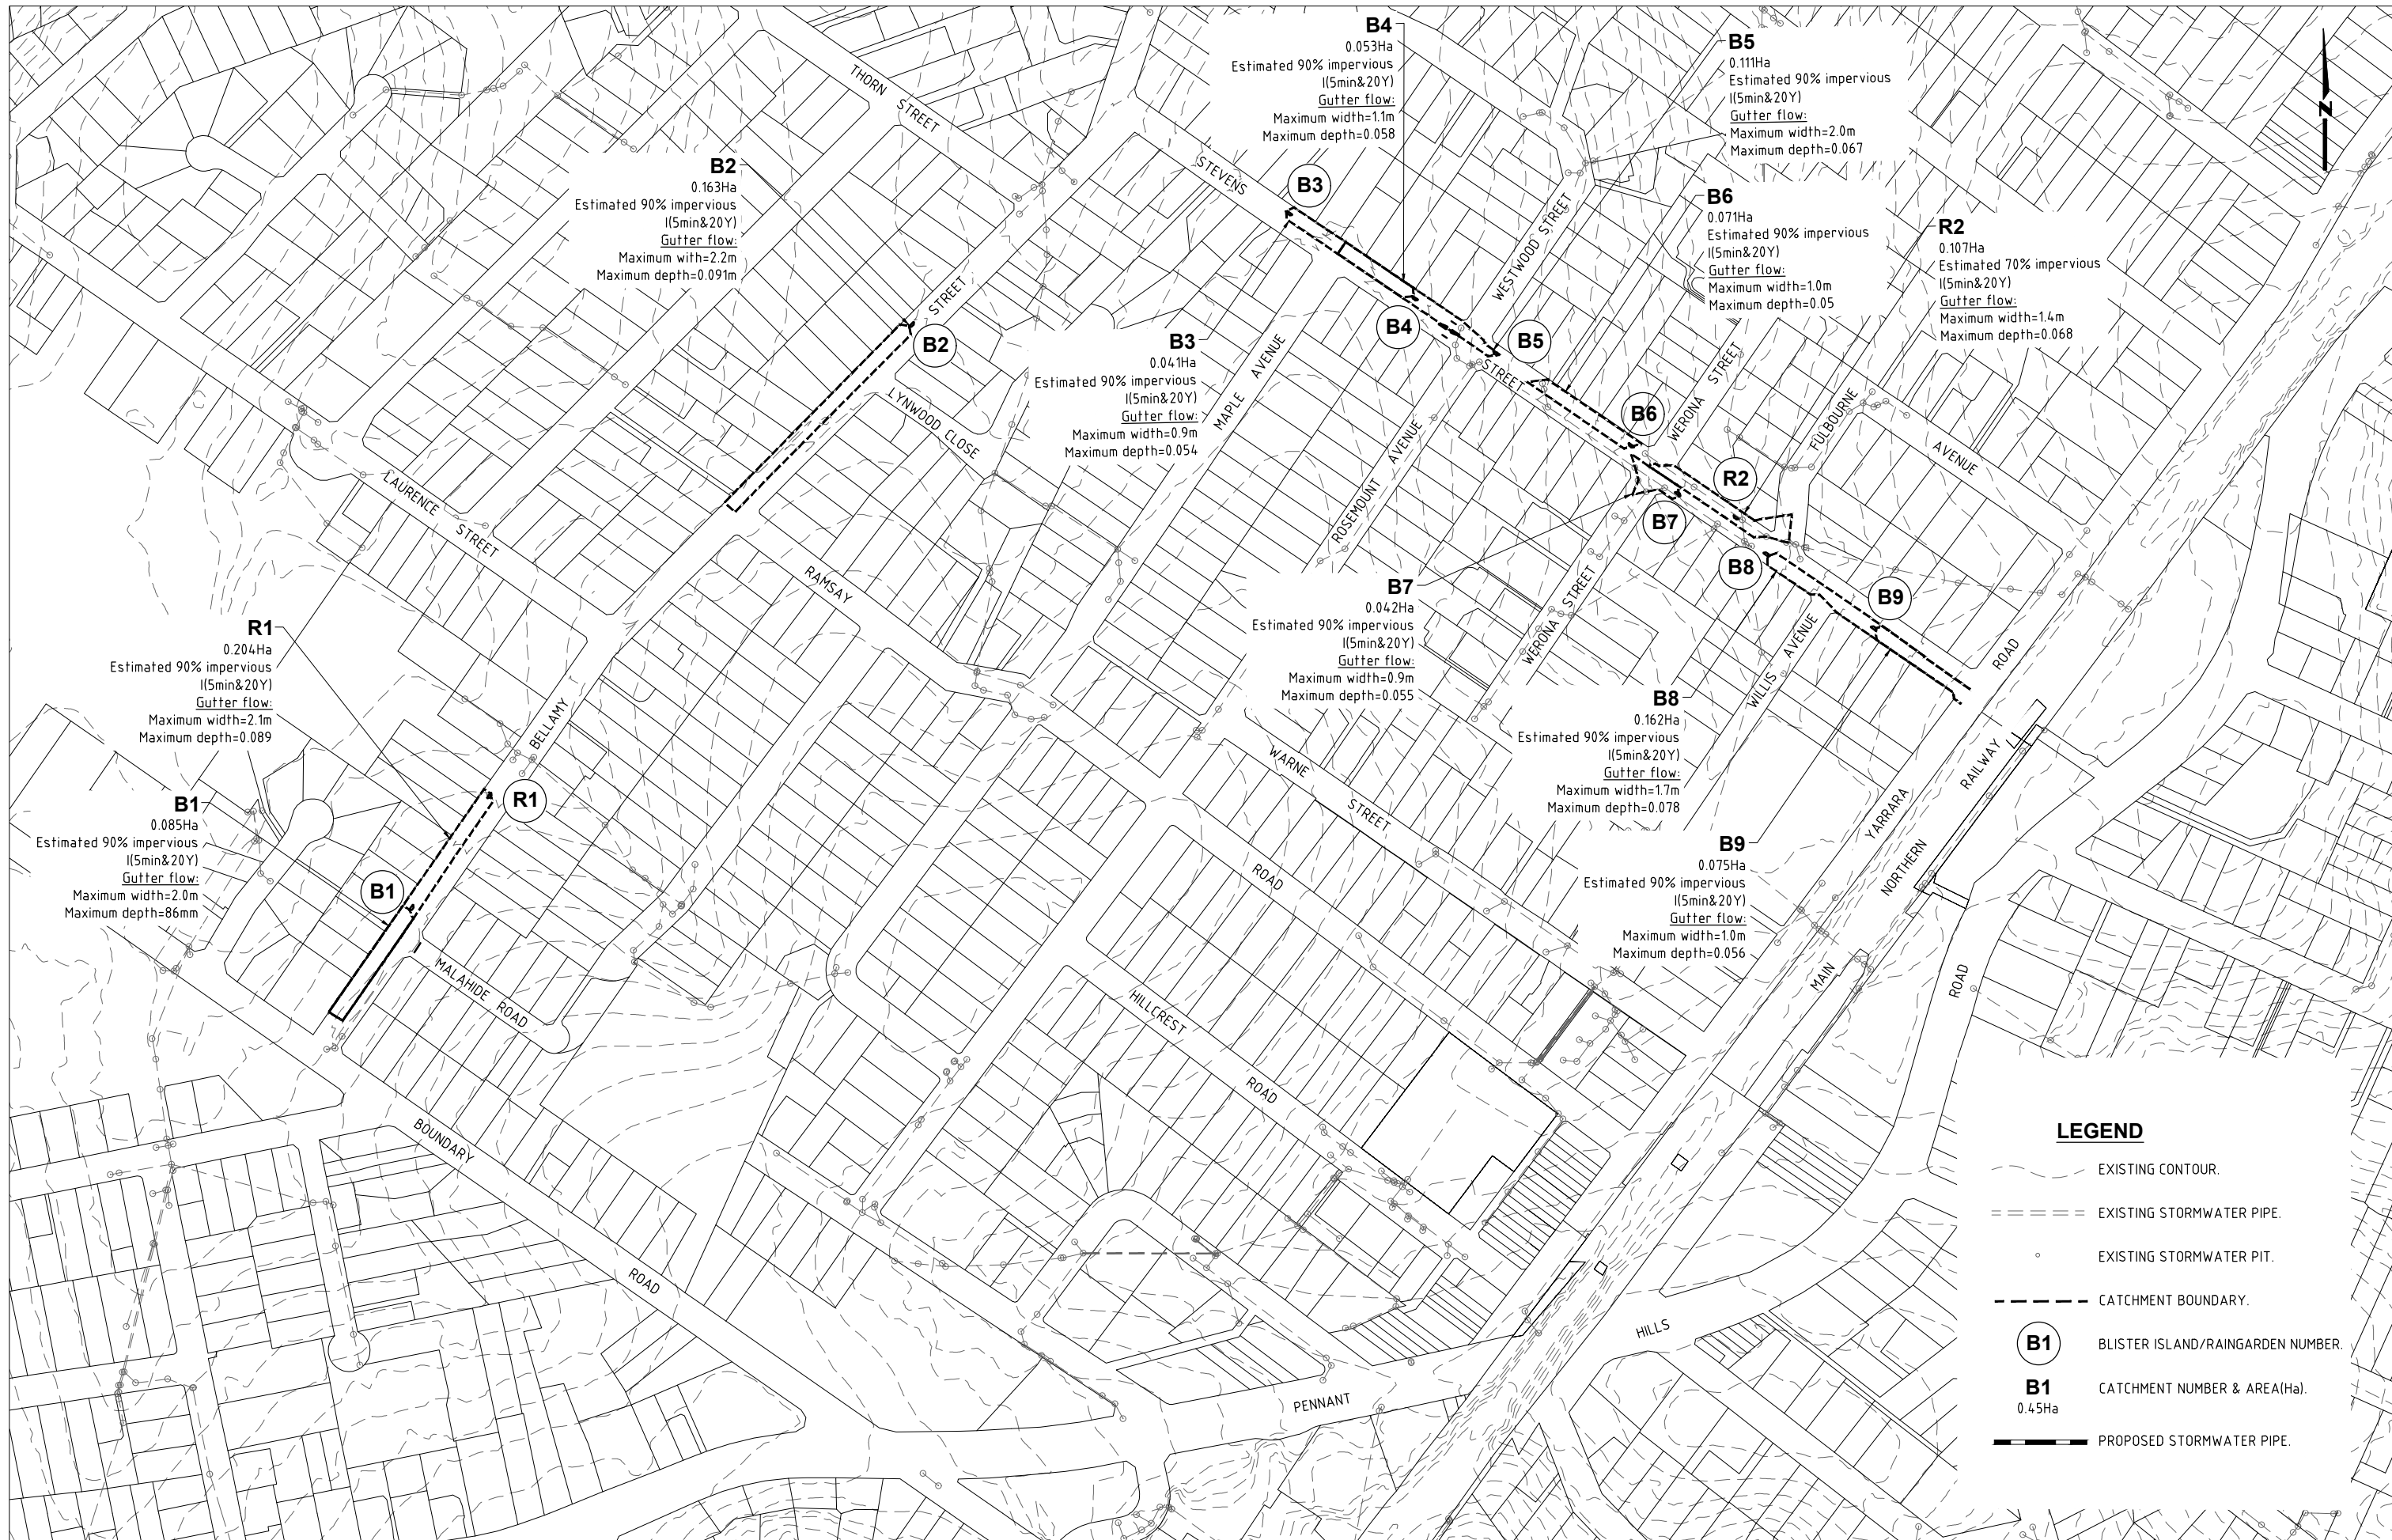 B4
0.053Ha
Estimated 90% impervious
I(5min&20Y)
Gutter flow:
Maximum width=1.1m
Maximum depth=0.058
B5
0.111Ha
Estimated 90% impervious
I(5min&20Y)
Gutter flow:
Maximum width=2.0m
Maximum depth=0.067
N
THORN
STREET
STEVENS
B2
0.163Ha
Estimated 90% impervious
I(5min&20Y)
Gutter flow:
Maximum with=2.2m
Maximum depth=0.091m
B3
WESTWOOD STREET
B6
0.071Ha
Estimated 90% impervious
I(5min&20Y)
Gutter flow:
Maximum width=1.0m
Maximum depth=0.05
R2
0.107Ha
Estimated 70% impervious
I(5min&20Y)
Gutter flow:
Maximum width=1.4m
Maximum depth=0.068
STREET
B2
B4
B5
STREET
B3
0.041Ha
Estimated 90% impervious
I(5min&20Y)
Gutter flow:
Maximum width=0.9m
Maximum depth=0.054
MAPLE AVENUE
LYNWOOD CLOSE
WERONA STREET
B6
FULBOURNE
AVENUE
ROSEMOUNT AVENUE
R2
B7
B8
B9
LAURENCE STREET
RAMSAY
B7
0.042Ha
Estimated 90% impervious
I(5min&20Y)
Gutter flow:
Maximum width=0.9m
Maximum depth=0.055
WERONA STREET
WILLIS AVENUE
ROAD
R1
0.204Ha
Estimated 90% impervious
I(5min&20Y)
Gutter flow:
Maximum width=2.1m
Maximum depth=0.089
BELLAMY
B8
0.162Ha
Estimated 90% impervious
I(5min&20Y)
Gutter flow:
Maximum width=1.7m
Maximum depth=0.078
WARNE
STREET
RAILWAY
YARRARA
NORTHERN
B1
0.085Ha
Estimated 90% impervious
I(5min&20Y)
Gutter flow:
Maximum width=2.0m
Maximum depth=86mm
R1
B1
ROAD
B9
0.075Ha
Estimated 90% impervious
I(5min&20Y)
Gutter flow:
Maximum width=1.0m
Maximum depth=0.056
MAIN
ROAD
MALAHIDE ROAD
HILLCREST
ROAD
BOUNDARY
ROAD
HILLS
PENNANT
LEGEND
EXISTING CONTOUR.
EXISTING STORMWATER PIPE.
EXISTING STORMWATER PIT.
CATCHMENT BOUNDARY.
B1
BLISTER ISLAND/RAINGARDEN NUMBER.
B1
0.45Ha
CATCHMENT NUMBER & AREA(Ha).
PROPOSED STORMWATER PIPE.